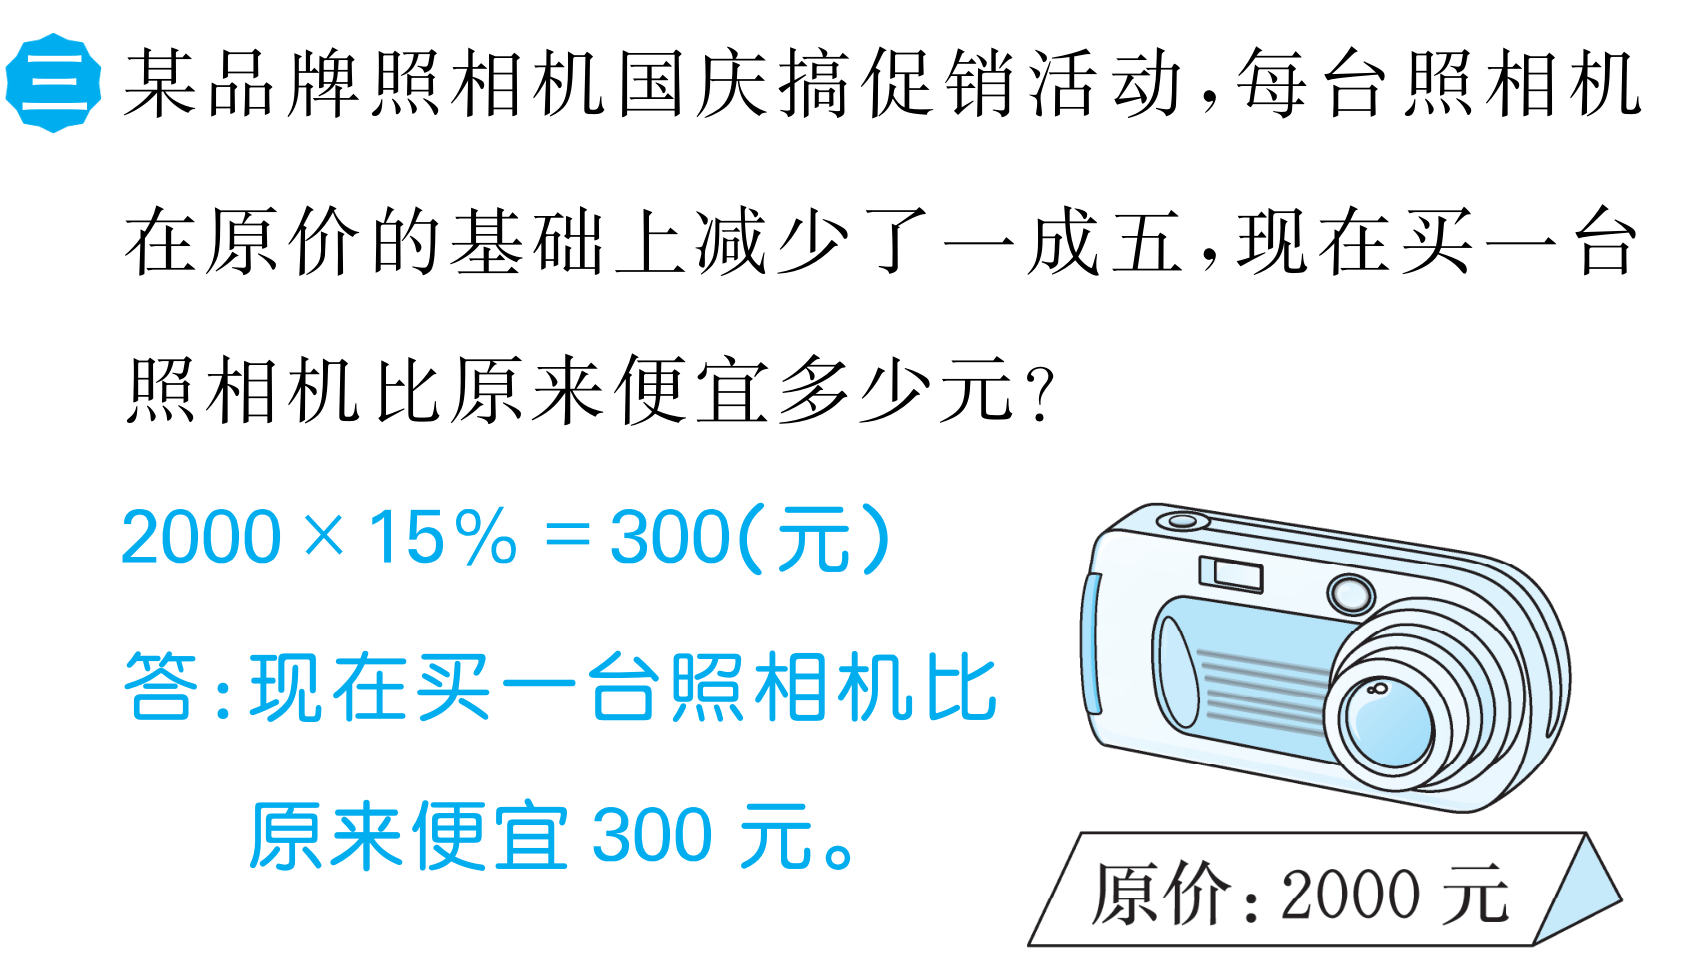 三 某品牌照相机国庆搞促销活动,每台照相机
在原价的基础上减少了一成五,现在买一台
照相机比原来便宜多少元?
2000×15%=300(元)
答:现在买一台照相机比
原来便宜300元。
原价:2000元